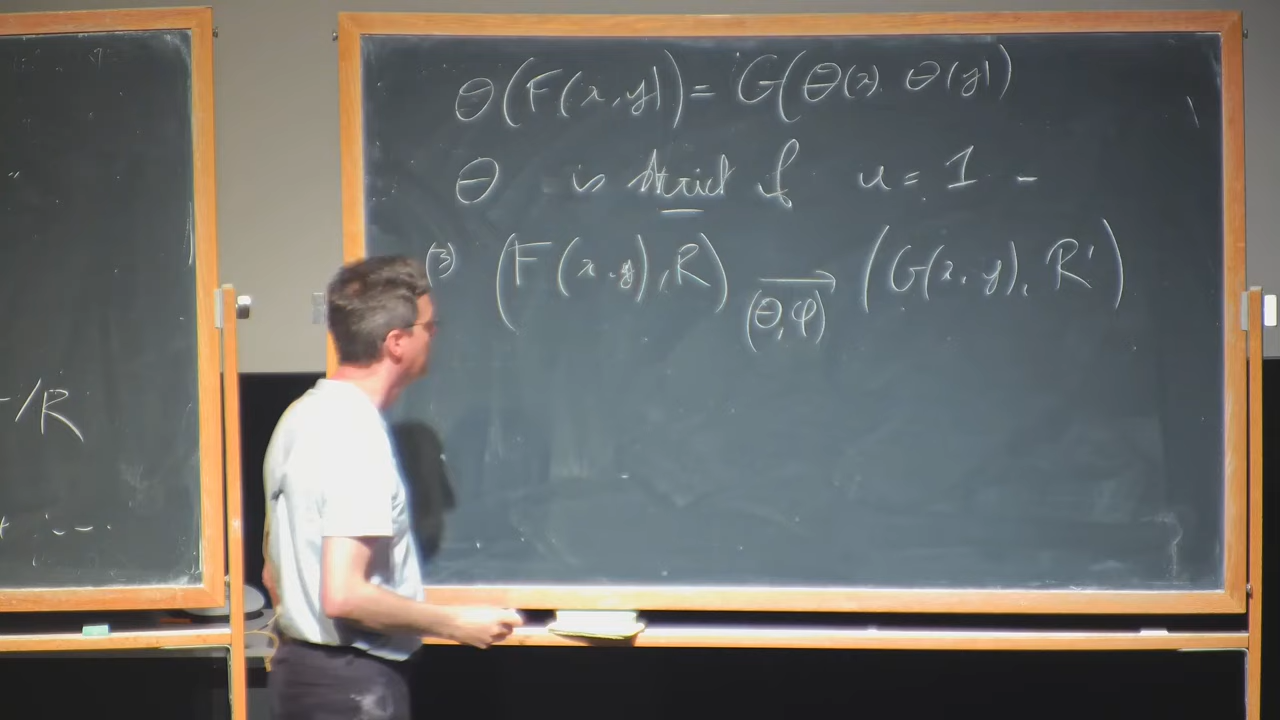 /R
+ ...
θ(F(x,y)) = G(θ(x), θ(y))
θ is strict if u = 1 -
(3) (F(x,y), R) ⟶ (G(x,y), R')
(θ,φ)